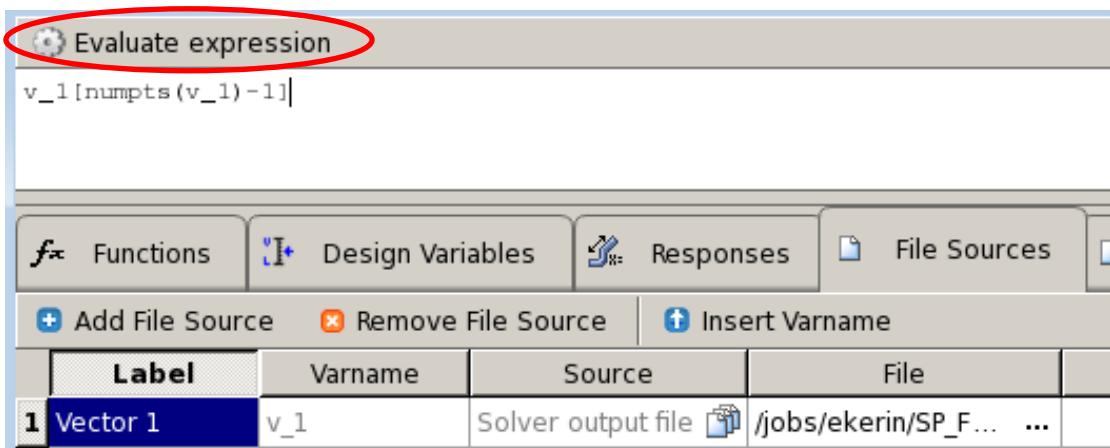 Evaluate expression
v_1[numpts(v_1)-1]
Functions Design Variables Responses File Sources
Add File Source Remove File Source Insert Varname
Label Varname Source File
1 Vector 1 v_1 Solver output file /jobs/ekerin/SP_F... ...